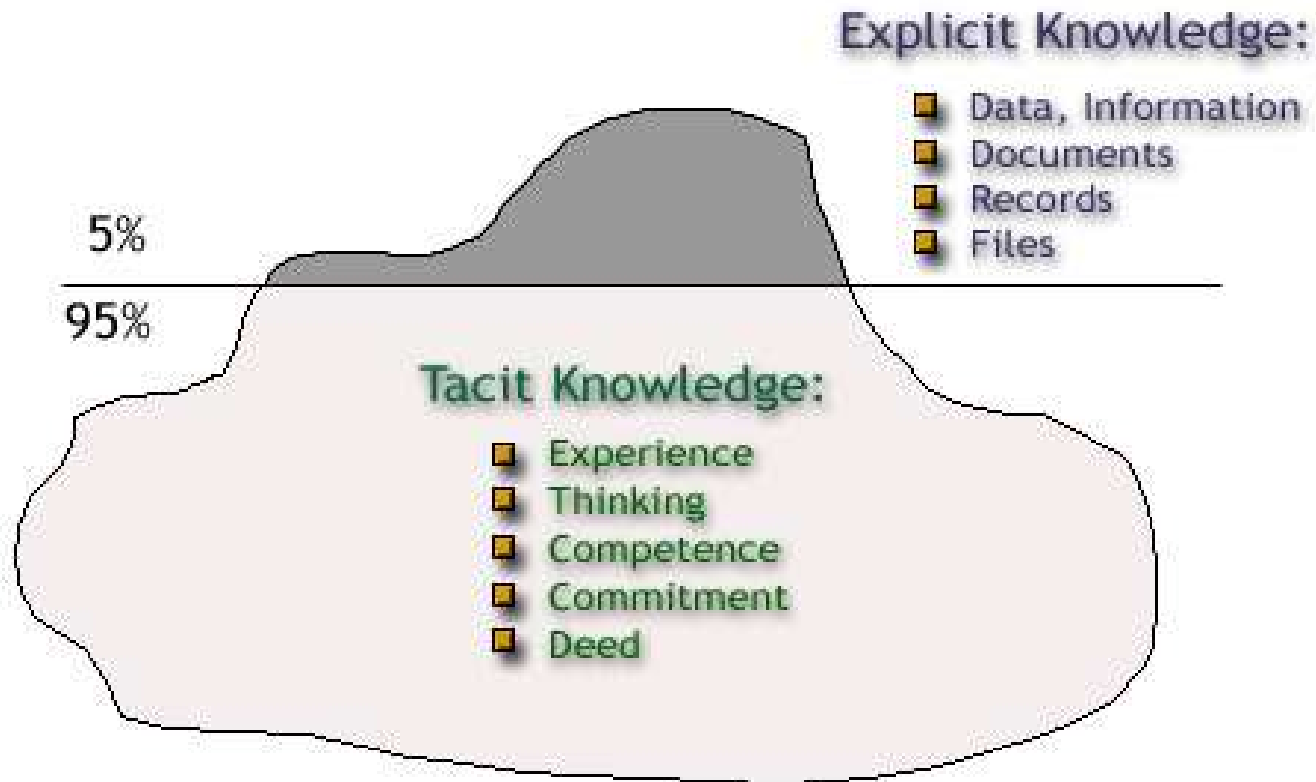 Explicit Knowledge:
Data, Information
Documents
Records
Files
5%
95%
Tacit Knowledge:
Experience
Thinking
Competence
Commitment
Deed